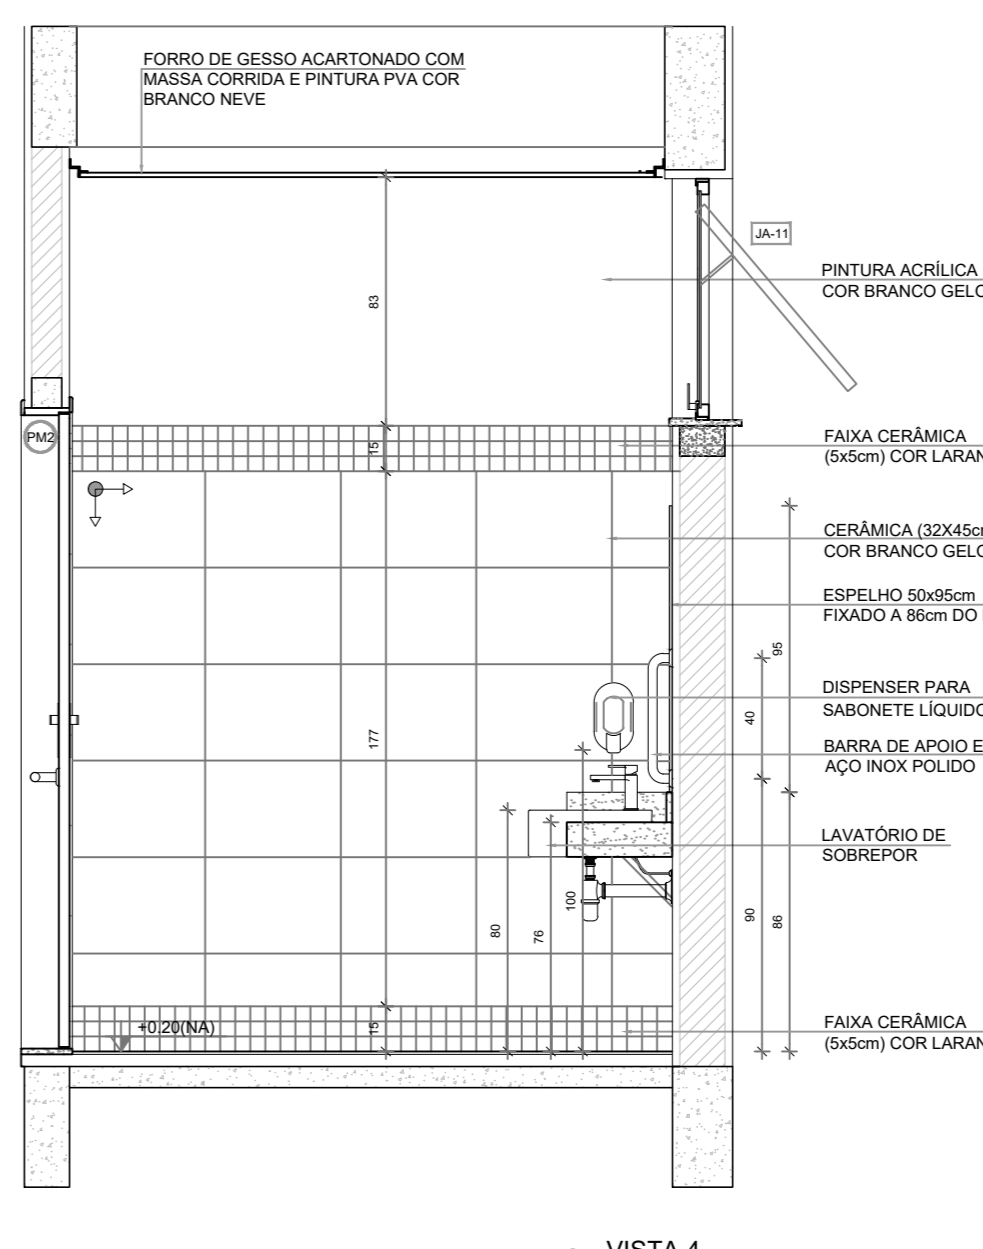 FORRO DE GESSO ACARTONADO COM
MASSA CORRIDA E PINTURA PVA COR
BRANCO NEVE
JA-11
PINTURA ACRÍLICA
COR BRANCO GELO
83
PM2
15
FAIXA CERÂMICA
(5x5cm) COR LARAN
CERÂMICA (32X45cm
COR BRANCO GELO
ESPELHO 50x95cm
FIXADO A 86cm DO
95
DISPENSER PARA
SABONETE LÍQUIDO
40
177
BARRA DE APOIO E
AÇO INOX POLIDO
LAVATÓRIO DE
SOBREPOR
100
80
76
90
86
+0.20(NA)
15
FAIXA CERÂMICA
(5x5cm) COR LARAN
VISTA 4